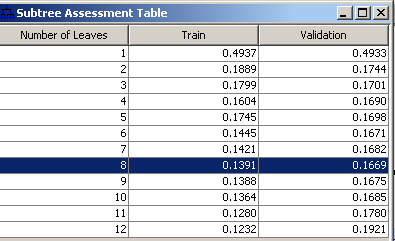 Subtree Assessment Table
Number of Leaves Train Validation
1 0.4937 0.4933
2 0.1889 0.1744
3 0.1799 0.1701
4 0.1604 0.1690
5 0.1745 0.1698
6 0.1445 0.1671
7 0.1421 0.1682
8 0.1391 0.1669
9 0.1388 0.1675
10 0.1364 0.1685
11 0.1280 0.1780
12 0.1232 0.1921